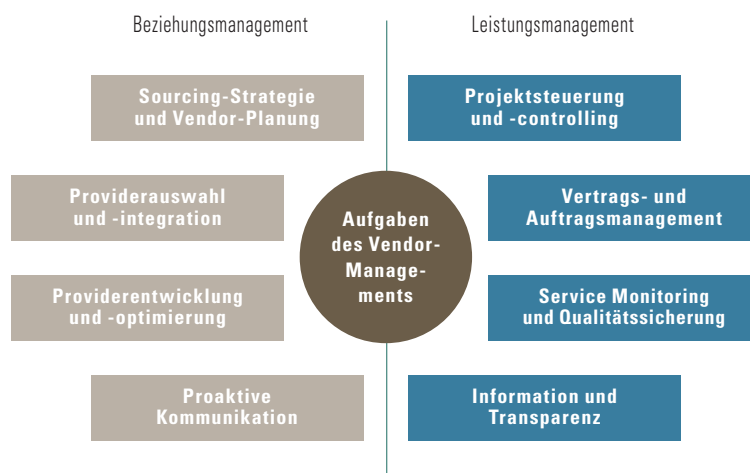 Beziehungsmanagement
Leistungsmanagement
Sourcing-Strategie
und Vendor-Planung
Projektsteuerung
und -controlling
Providerauswahl
und -integration
Vertrags- und
Auftragsmanagement
Aufgaben
des Vendor-
Manage-
ments
Providerentwicklung
und -optimierung
Service Monitoring
und Qualitätssicherung
Proaktive
Kommunikation
Information und
Transparenz